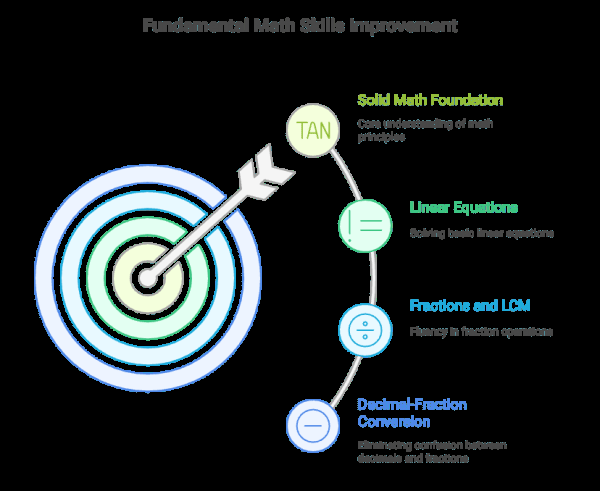 Fundamental Math Skills Improvement
TAN
Solid Math Foundation
Core understanding of math
principles
Linear Equations
Solving basic linear equations
Fractions and LCM
Fluency in fraction operations
Decimal-Fraction
Conversion
Eliminating confusion between
decimals and fractions